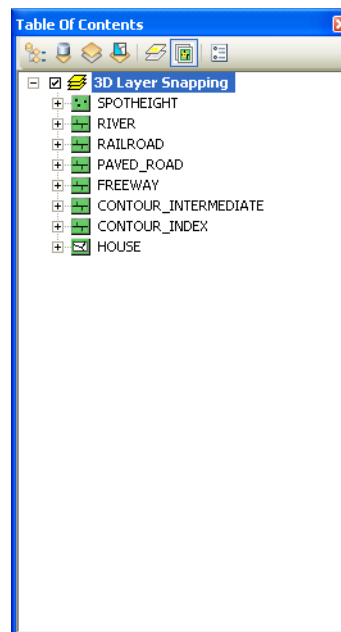 Table Of Contents
3D Layer Snapping
SPOTHEIGHT
RIVER
RAILROAD
PAVED_ROAD
FREEWAY
CONTOUR_INTERMEDIATE
CONTOUR_INDEX
HOUSE